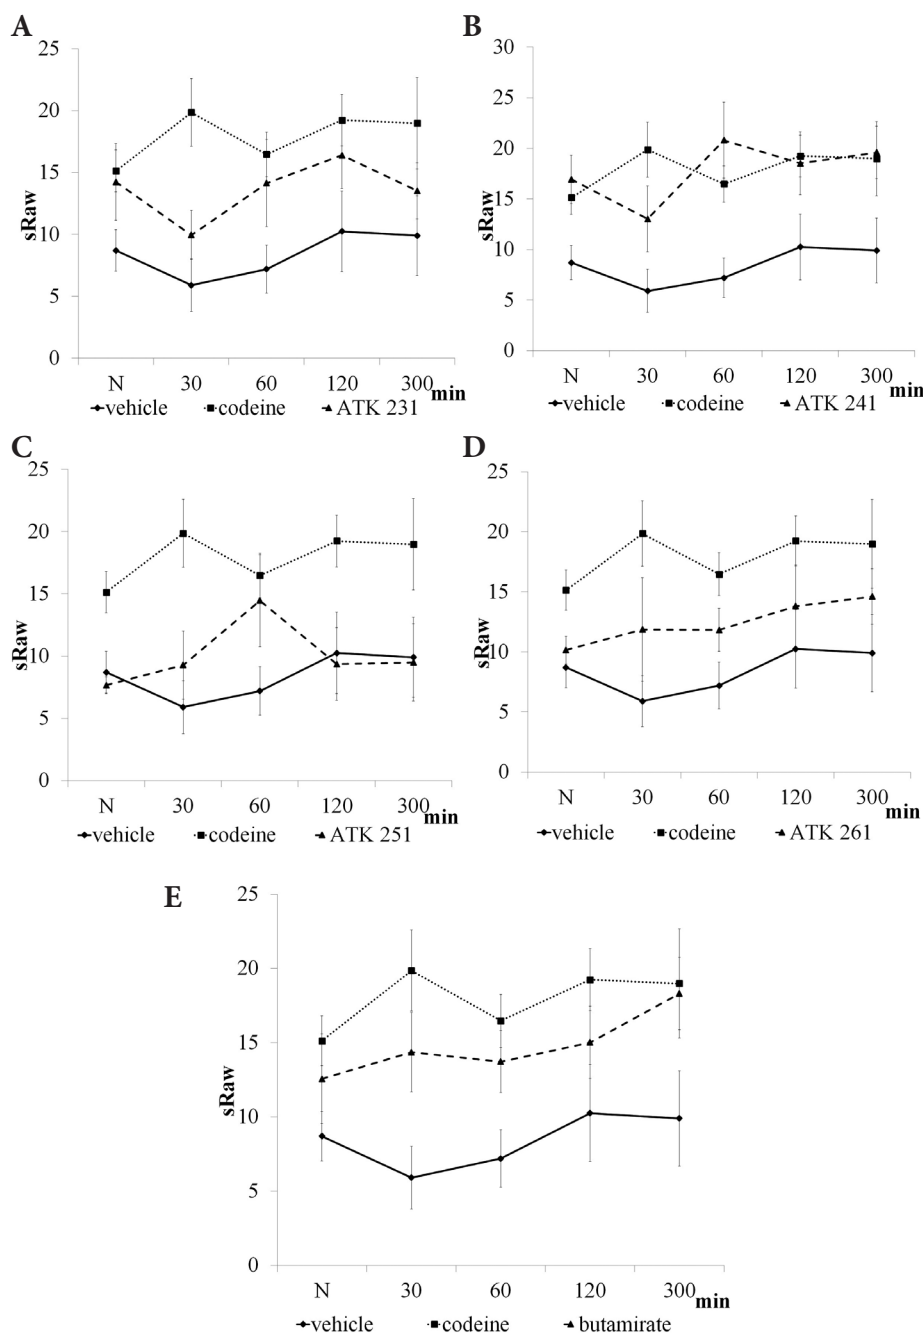 A
25
20
15
10
5
0
sRaw
N 30 60 120 300 min
vehicle codeine ATK 231
B
30
25
20
15
10
5
0
sRaw
N 30 60 120 300 min
vehicle codeine ATK 241
C
25
20
15
10
5
0
sRaw
N 30 60 120 300 min
vehicle codeine ATK 251
D
25
20
15
10
5
0
sRaw
N 30 60 120 300 min
vehicle codeine ATK 261
E
25
20
15
10
5
0
sRaw
N 30 60 120 300 min
vehicle codeine butamirate